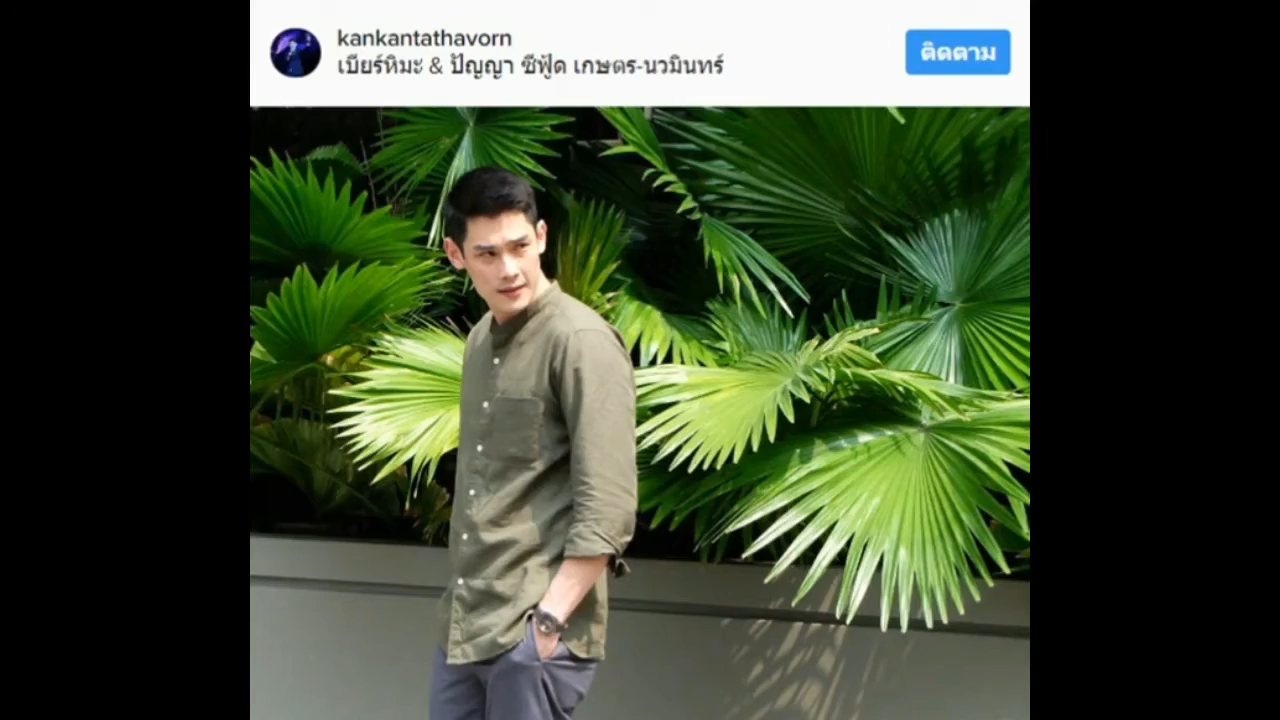 kankantathavorn
เบียร์หิมะ & ปัญญา ซีฟู้ด เกษตร-นวมินทร์
ติดตาม